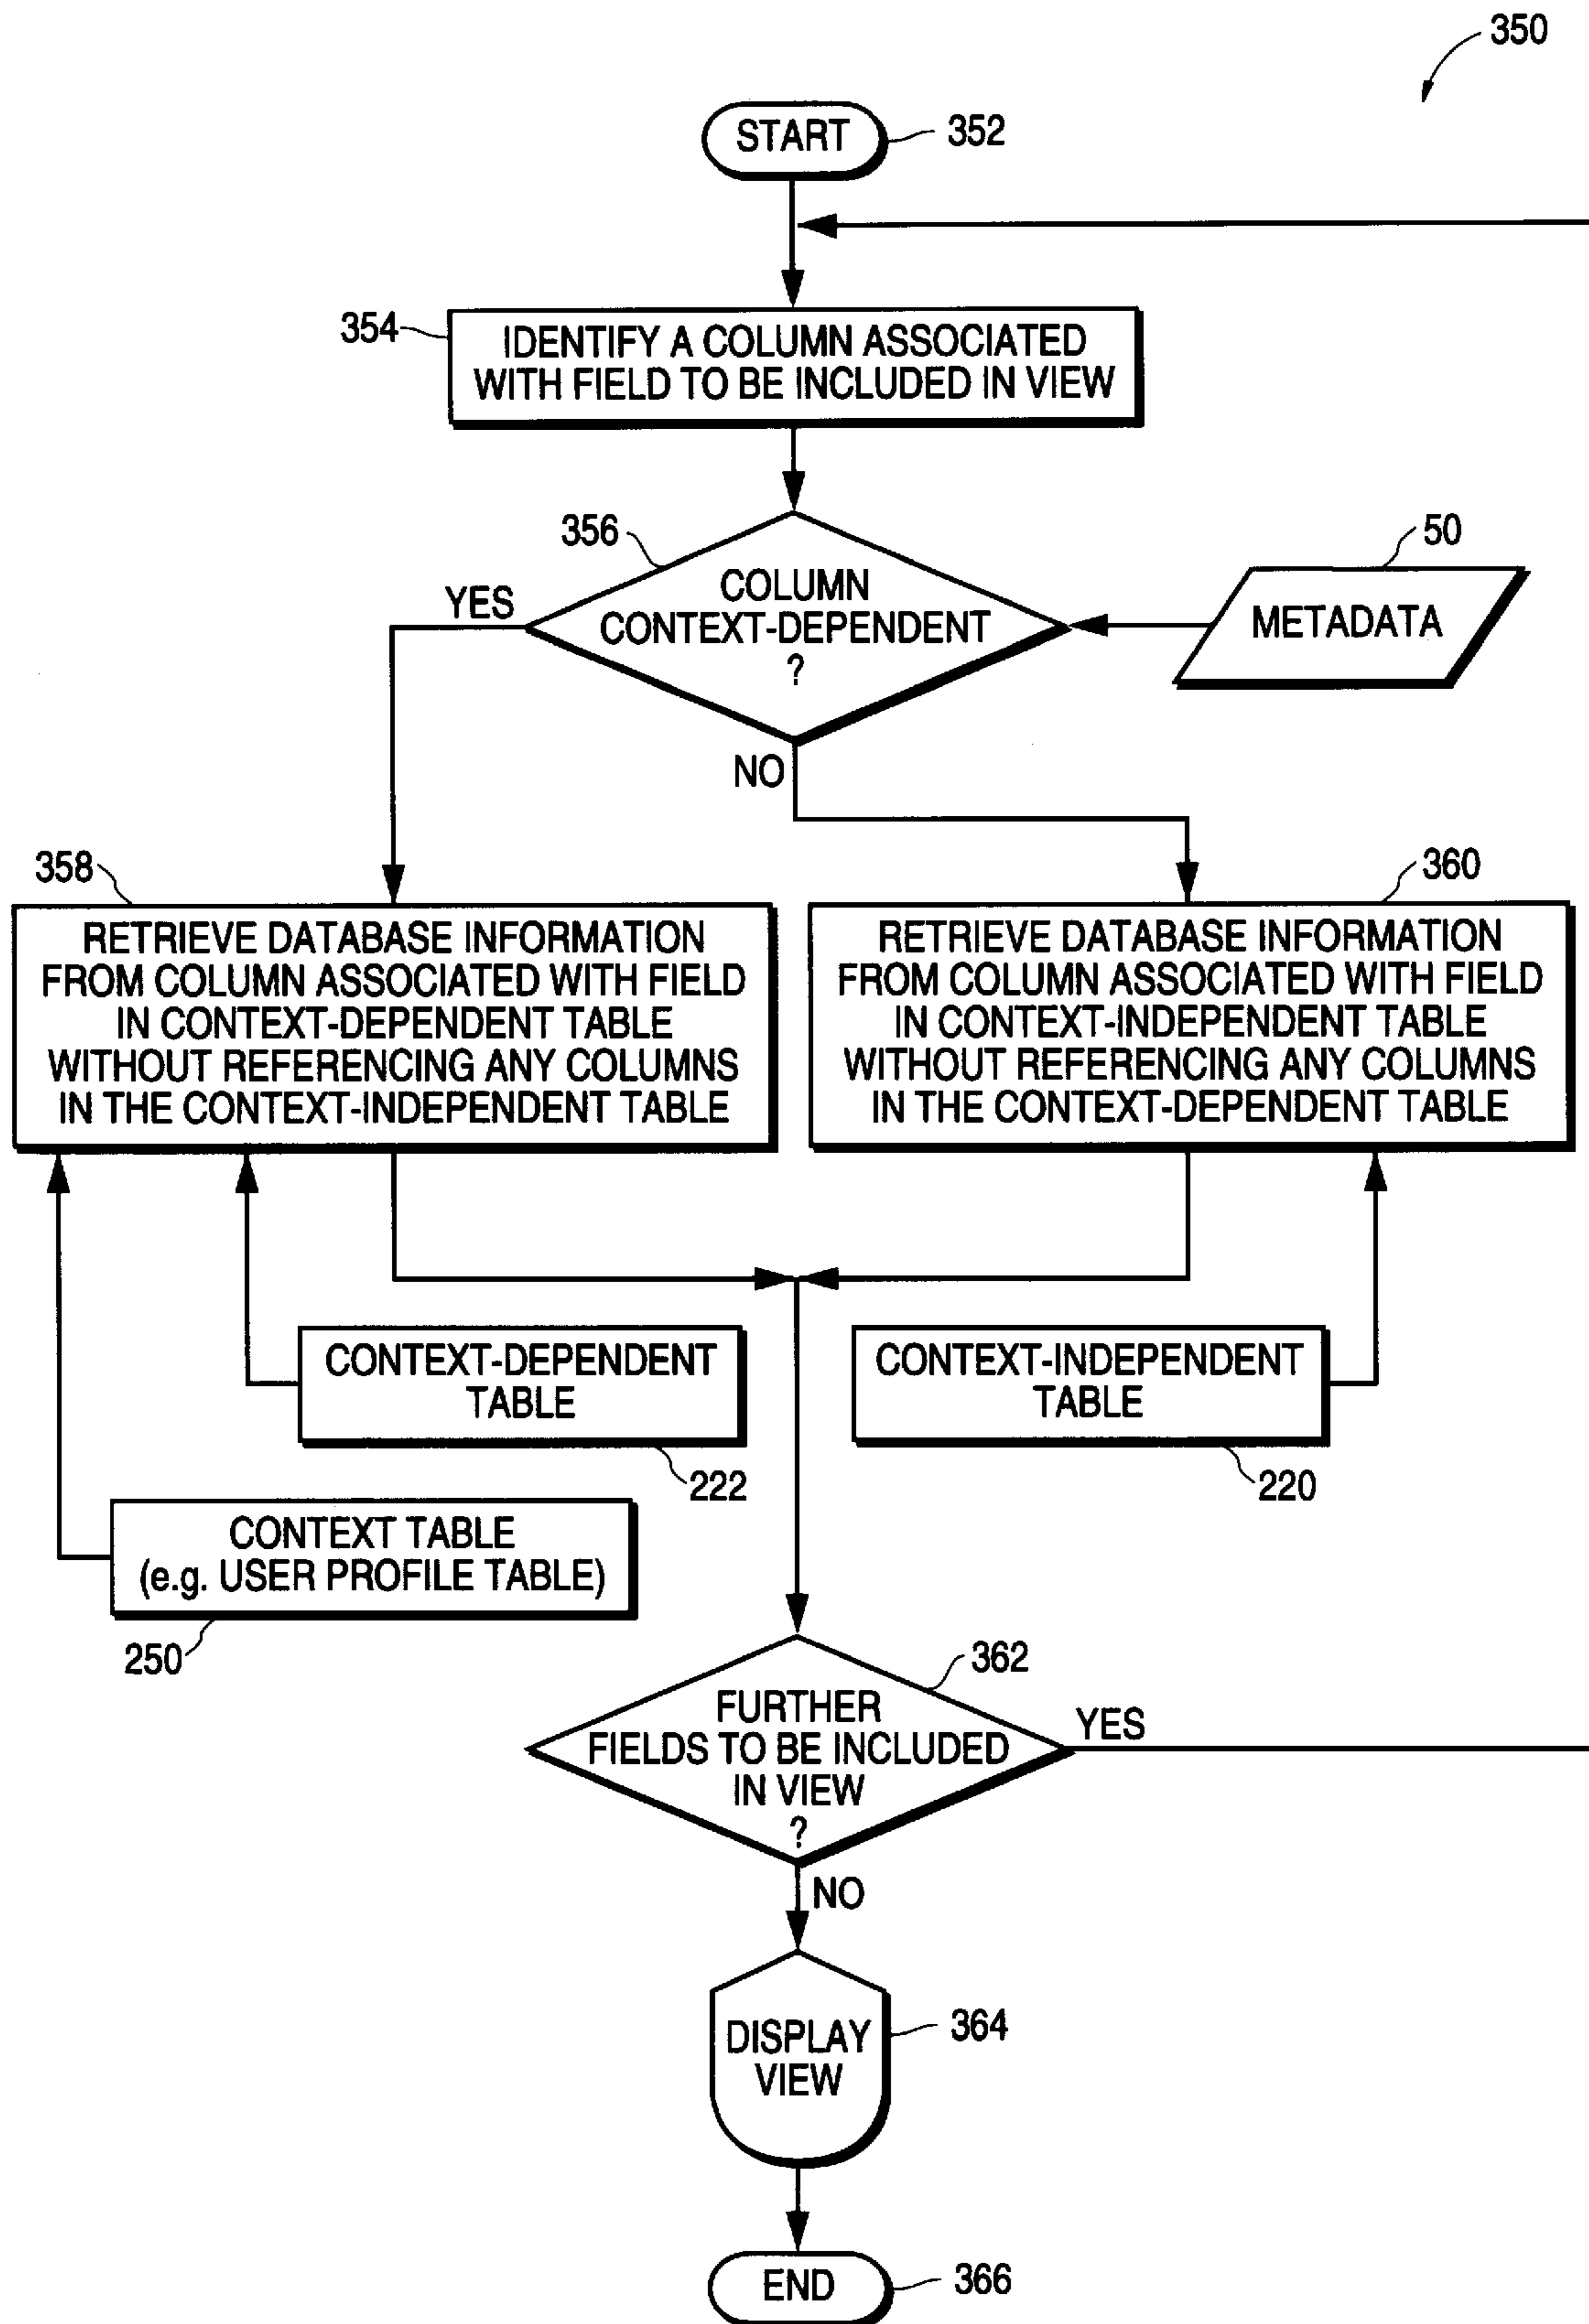 350
START
352
354
IDENTIFY A COLUMN ASSOCIATED
WITH FIELD TO BE INCLUDED IN VIEW
356
50
YES
COLUMN
CONTEXT-DEPENDENT
?
METADATA
NO
358
360
RETRIEVE DATABASE INFORMATION
FROM COLUMN ASSOCIATED WITH FIELD
IN CONTEXT-DEPENDENT TABLE
WITHOUT REFERENCING ANY COLUMNS
IN THE CONTEXT-INDEPENDENT TABLE
RETRIEVE DATABASE INFORMATION
FROM COLUMN ASSOCIATED WITH FIELD
IN CONTEXT-INDEPENDENT TABLE
WITHOUT REFERENCING ANY COLUMNS
IN THE CONTEXT-DEPENDENT TABLE
CONTEXT-DEPENDENT
TABLE
222
CONTEXT-INDEPENDENT
TABLE
220
CONTEXT TABLE
(e.g. USER PROFILE TABLE)
250
362
FURTHER
FIELDS TO BE INCLUDED
IN VIEW
?
YES
NO
DISPLAY
VIEW
364
END
366